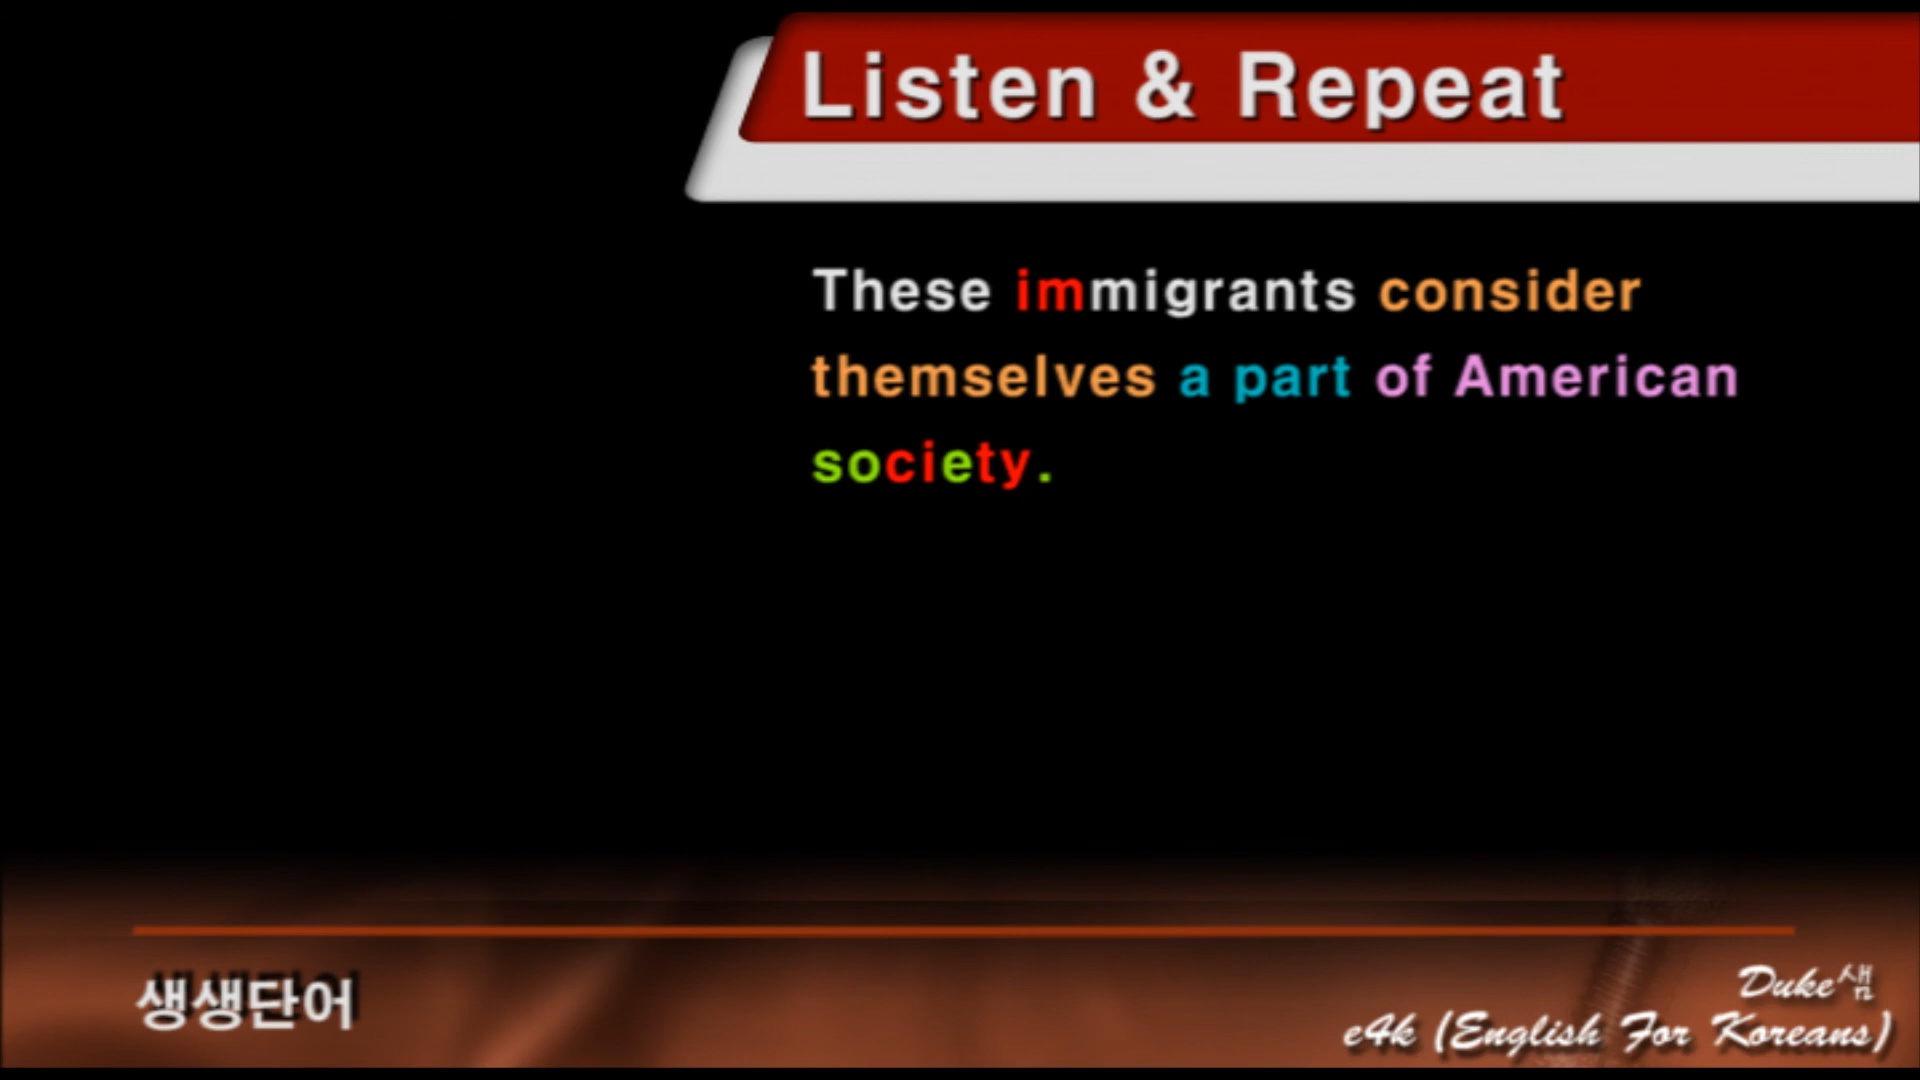 Listen & Repeat
These immigrants consider
themselves a part of American
society.
생생단어
Duke샘
e4k (English For Koreans)